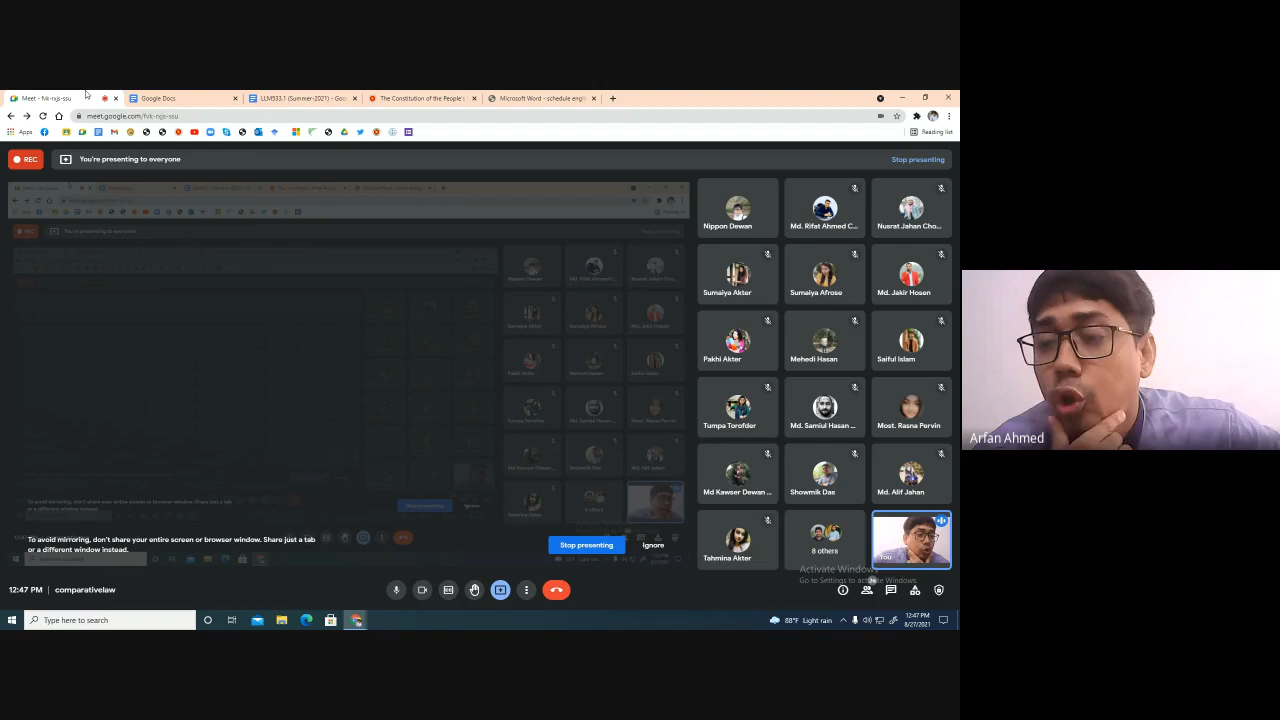 Meet - fvk-njs-ssu
Google Docs
LLM533.1 (Summer-2021) - Goo
The Constitution of the People's
Microsoft Word - schedule engl
meet.google.com/fvk-njs-ssu
Apps
Reading list
REC
You're presenting to everyone
Stop presenting
Nippon Dewan
Md. Rifat Ahmed C...
Nusrat Jahan Cho...
Sumaiya Akter
Sumaiya Afrose
Md. Jakir Hosen
Pakhi Akter
Mehedi Hasan
Saiful Islam
Tumpa Torofder
Md. Samiul Hasan ...
Most. Rasna Pervin
Arfan Ahmed
Md Kawser Dewan ...
Showmik Das
Md. Alif Jahan
Tahmina Akter
8 others
You
To avoid mirroring, don't share your entire screen or browser window. Share just a tab
or a different window instead.
Stop presenting
Ignore
Activate Windows
Go to Settings to activate Windows.
12:47 PM | comparativelaw
Type here to search
88°F Light rain
12:47 PM
8/27/2021